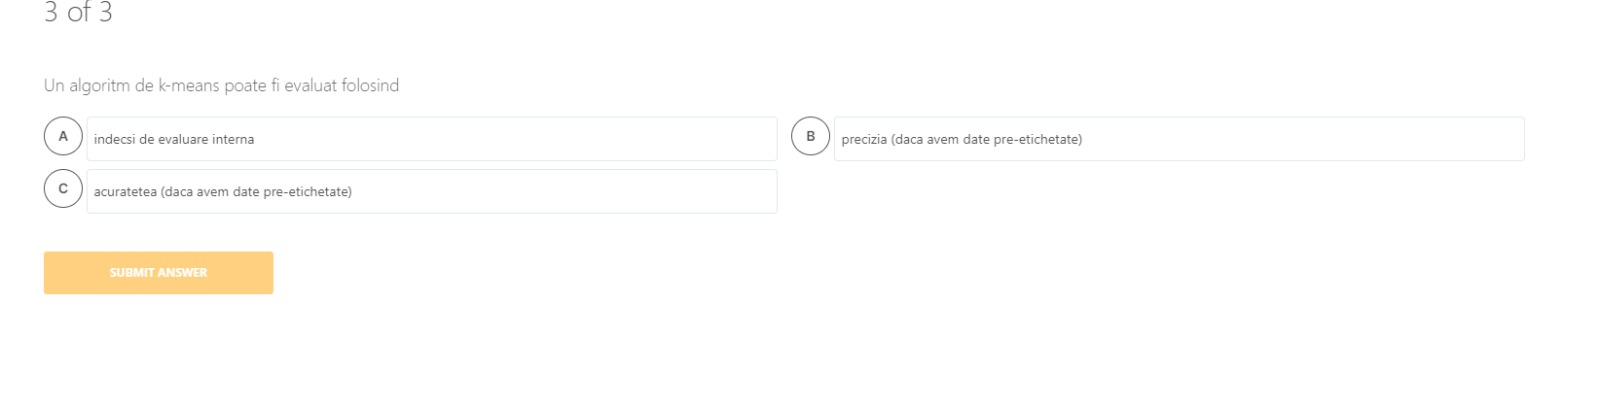 3 of 3
Un algoritm de k-means poate fi evaluat folosind
A indecsi de evaluare interna
B precizia (daca avem date pre-etichetate)
C acuratetea (daca avem date pre-etichetate)
SUBMIT ANSWER